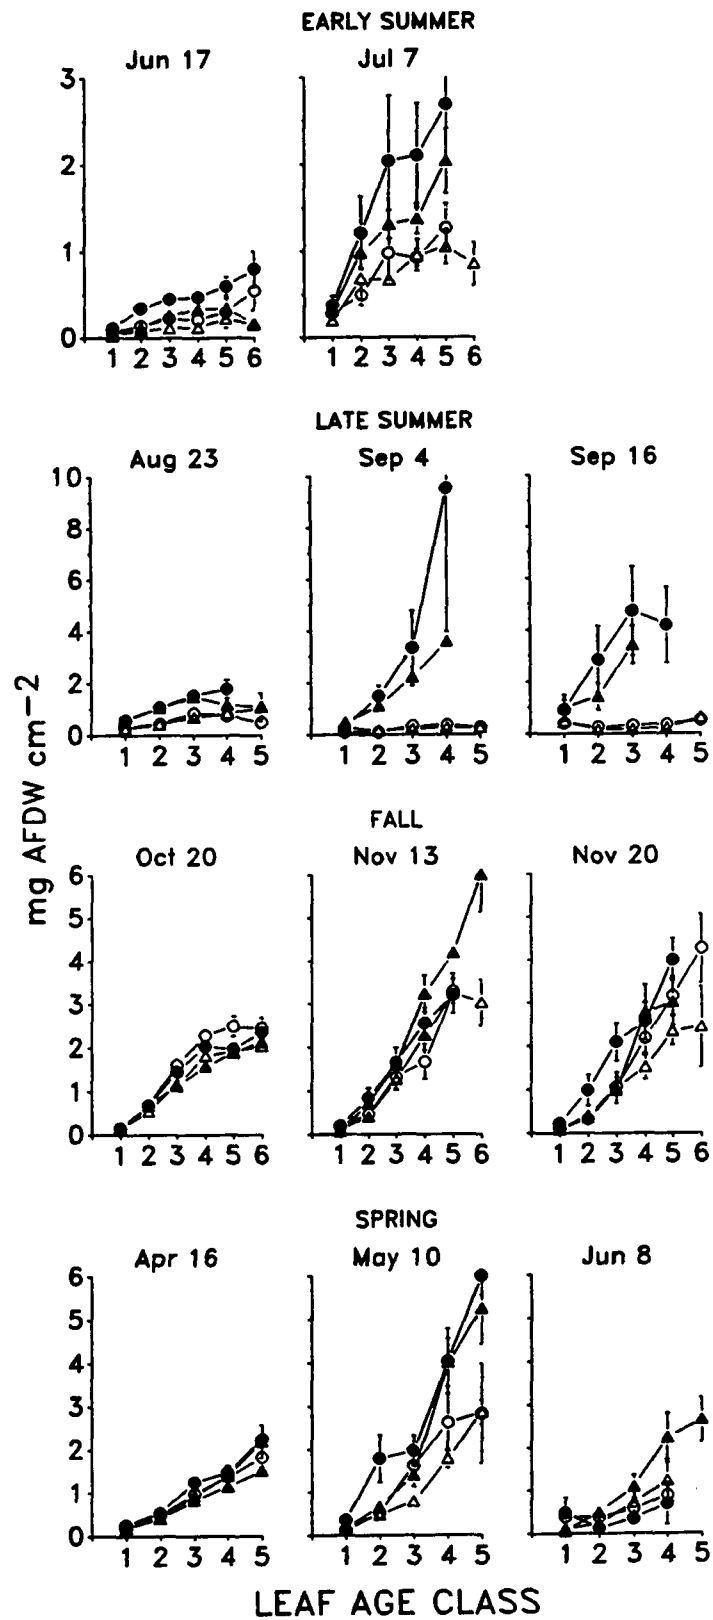 EARLY SUMMER
Jun 17 Jul 7
3
2
1
0
1 2 3 4 5 6 1 2 3 4 5 6
LATE SUMMER
Aug 23 Sep 4 Sep 16
10
8
6
4
2
0
1 2 3 4 5 1 2 3 4 5 1 2 3 4 5
mg AFDW cm-2
FALL
Oct 20 Nov 13 Nov 20
6
5
4
3
2
1
0
1 2 3 4 5 6 1 2 3 4 5 6 1 2 3 4 5 6
SPRING
Apr 16 May 10 Jun 8
6
5
4
3
2
1
0
1 2 3 4 5 1 2 3 4 5 1 2 3 4 5
LEAF AGE CLASS